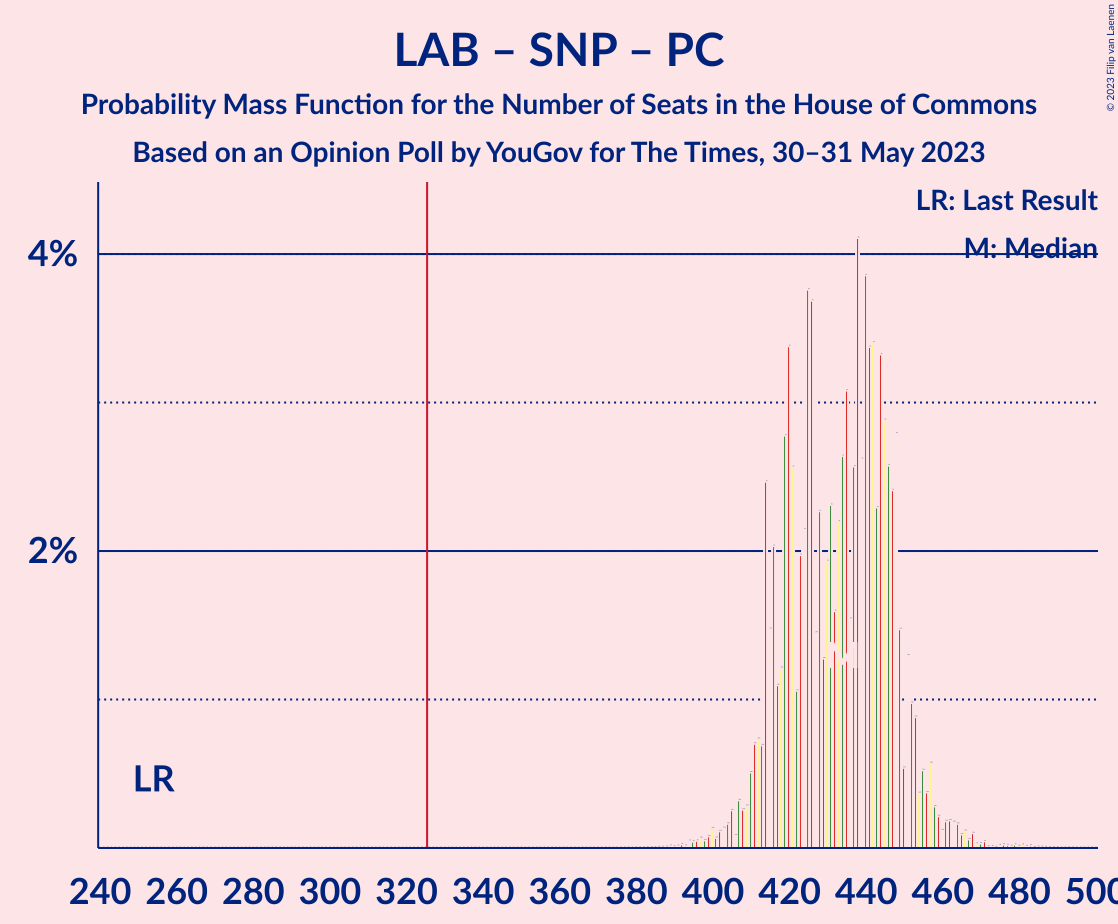 LAB – SNP – PC
Probability Mass Function for the Number of Seats in the House of Commons
Based on an Opinion Poll by YouGov for The Times, 30–31 May 2023
© 2023 Filip van Laenen
LR: Last Result
M: Median
4%
2%
LR
M
240 260 280 300 320 340 360 380 400 420 440 460 480 500